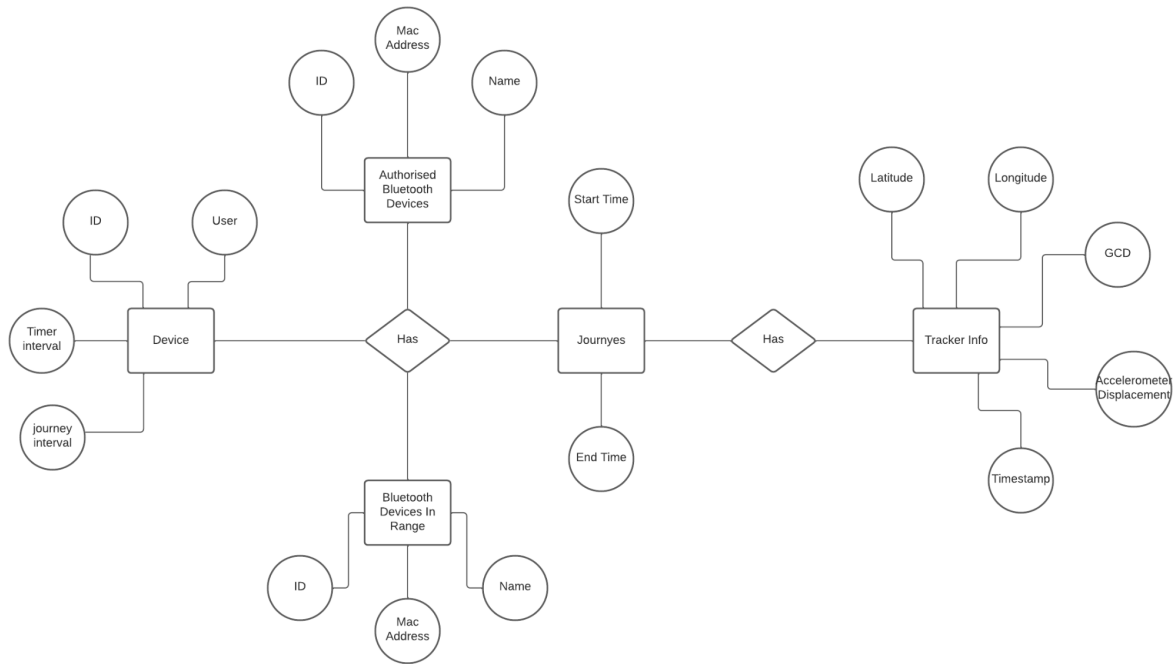 Mac
Address
ID
Name
Authorised
Bluetooth
Devices
Latitude
Longitude
Start Time
ID
User
GCD
Timer
interval
Device
Has
Journyes
Has
Tracker Info
Accelerometer
Displacement
journey
interval
End Time
Timestamp
Bluetooth
Devices In
Range
ID
Name
Mac
Address